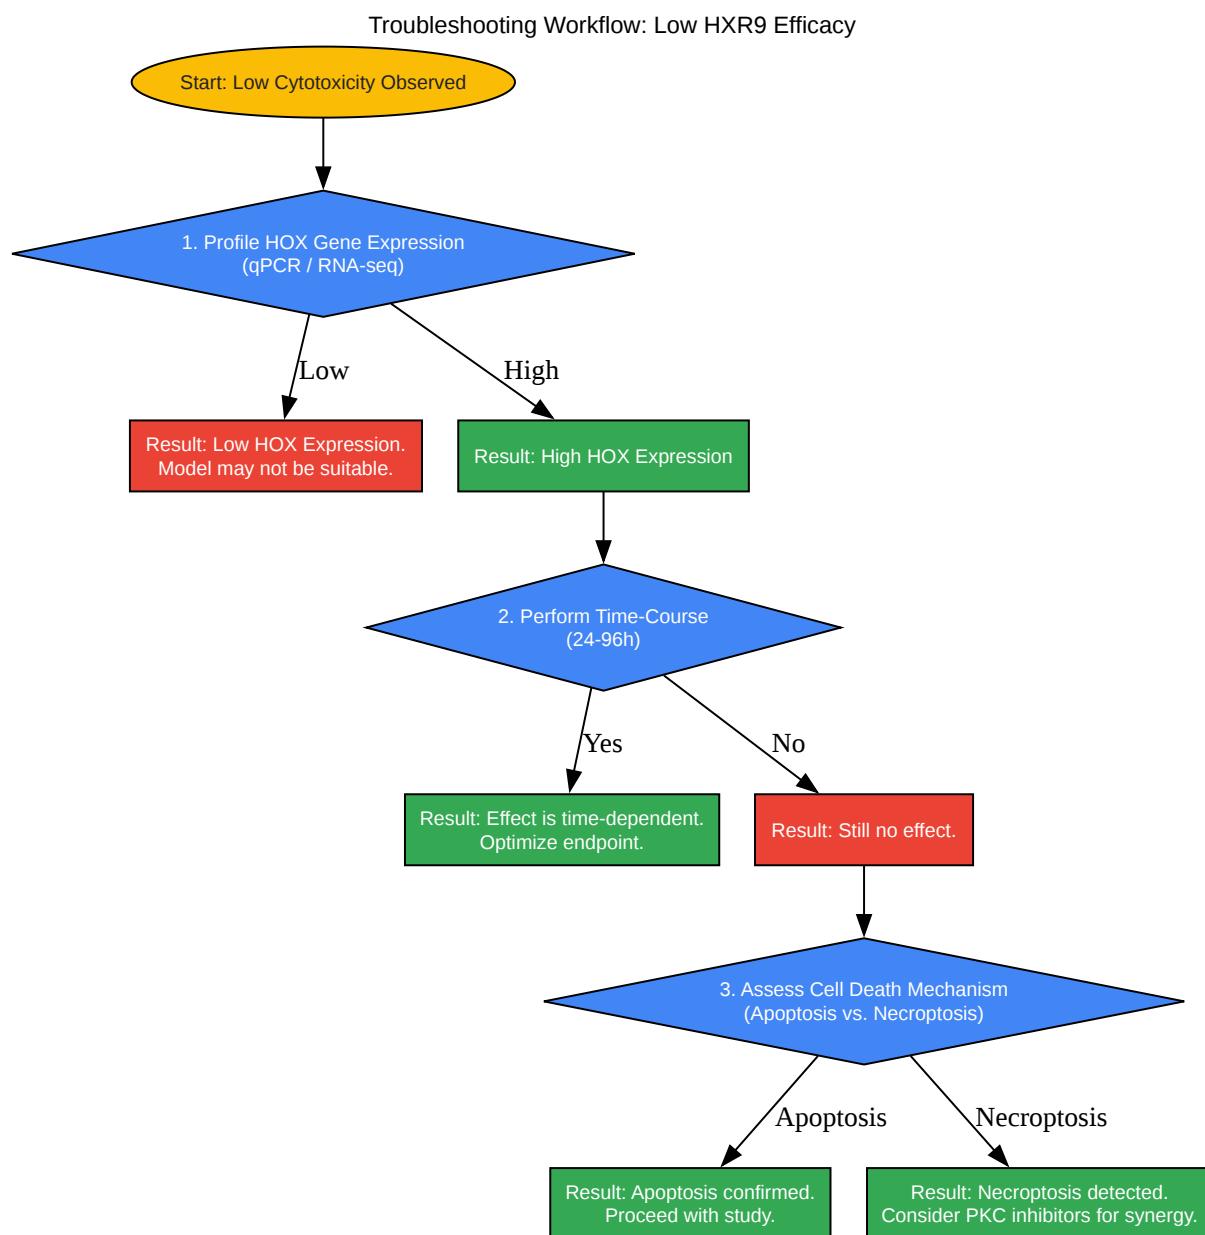 Troubleshooting Workflow: Low HXR9 Efficacy
Start: Low Cytotoxicity Observed
1. Profile HOX Gene Expression
(qPCR / RNA-seq)
Low
High
Result: Low HOX Expression.
Model may not be suitable.
Result: High HOX Expression
2. Perform Time-Course
(24-96h)
Yes
No
Result: Effect is time-dependent.
Optimize endpoint.
Result: Still no effect.
3. Assess Cell Death Mechanism
(Apoptosis vs. Necroptosis)
Apoptosis
Necroptosis
Result: Apoptosis confirmed.
Proceed with study.
Result: Necroptosis detected.
Consider PKC inhibitors for synergy.